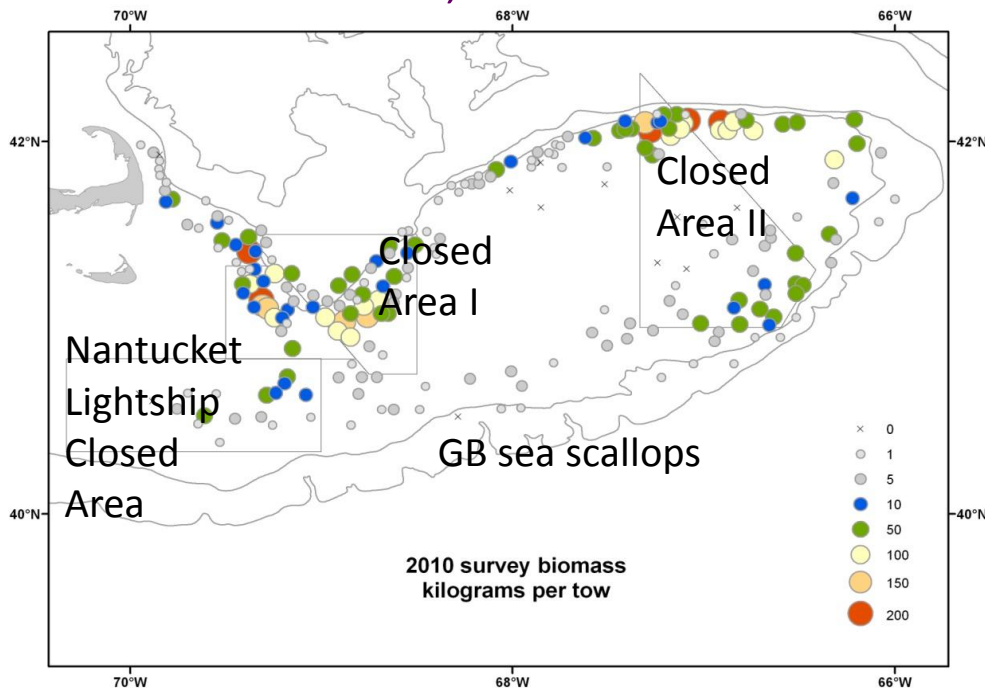 70°W 68°W 66°W
42°N 42°N
Closed
Area II
Closed
Area I
Nantucket
Lightship
Closed
Area
GB sea scallops
0
1
5
10
50
100
150
200
40°N 40°N
2010 survey biomass
kilograms per tow
70°W 68°W 66°W